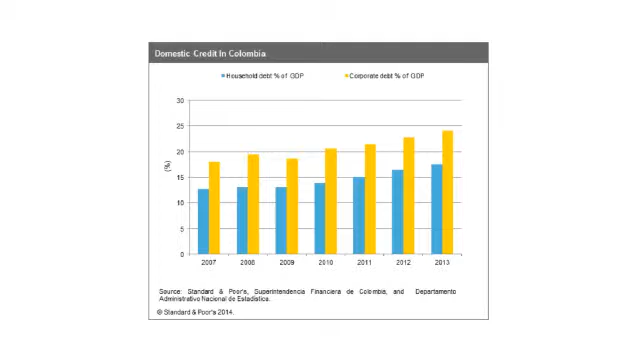 Domestic Credit In Colombia
Household debt % of GDP Corporate debt % of GDP
30
25
20
15
10
5
0
(%)
2007 2008 2009 2010 2011 2012 2013
Source: Standard & Poor's, Superintendencia Financiera de Colombia, and Departamento
Administrativo Nacional de Estadística.
© Standard & Poor's 2014.